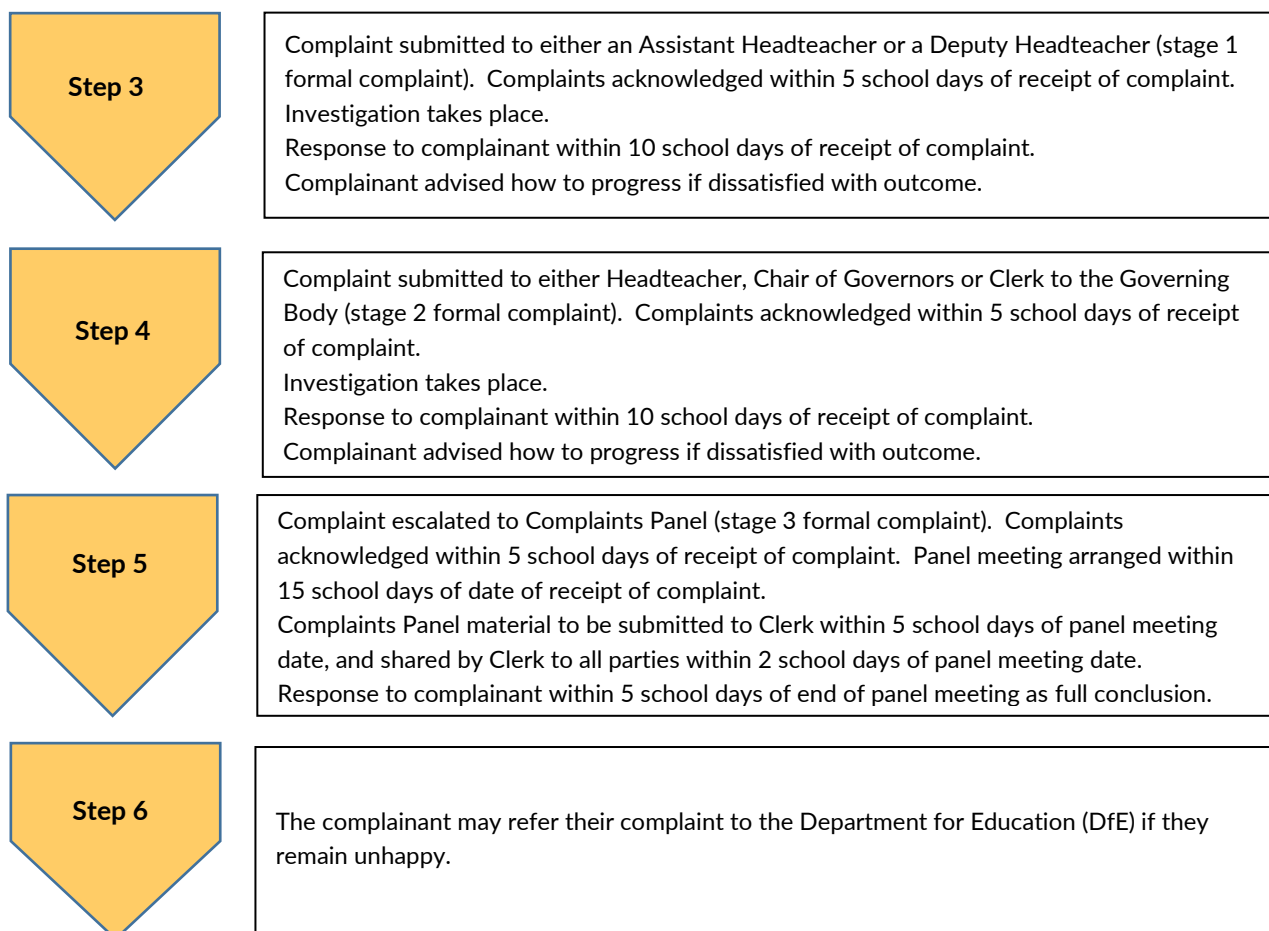 Step 3
Complaint submitted to either an Assistant Headteacher or a Deputy Headteacher (stage 1
formal complaint).  Complaints acknowledged within 5 school days of receipt of complaint.
Investigation takes place.
Response to complainant within 10 school days of receipt of complaint.
Complainant advised how to progress if dissatisfied with outcome.
Step 4
Complaint submitted to either Headteacher, Chair of Governors or Clerk to the Governing
Body (stage 2 formal complaint).  Complaints acknowledged within 5 school days of receipt
of complaint.
Investigation takes place.
Response to complainant within 10 school days of receipt of complaint.
Complainant advised how to progress if dissatisfied with outcome.
Step 5
Complaint escalated to Complaints Panel (stage 3 formal complaint).  Complaints
acknowledged within 5 school days of receipt of complaint.  Panel meeting arranged within
15 school days of date of receipt of complaint.
Complaints Panel material to be submitted to Clerk within 5 school days of panel meeting
date, and shared by Clerk to all parties within 2 school days of panel meeting date.
Response to complainant within 5 school days of end of panel meeting as full conclusion.
Step 6
The complainant may refer their complaint to the Department for Education (DfE) if they
remain unhappy.